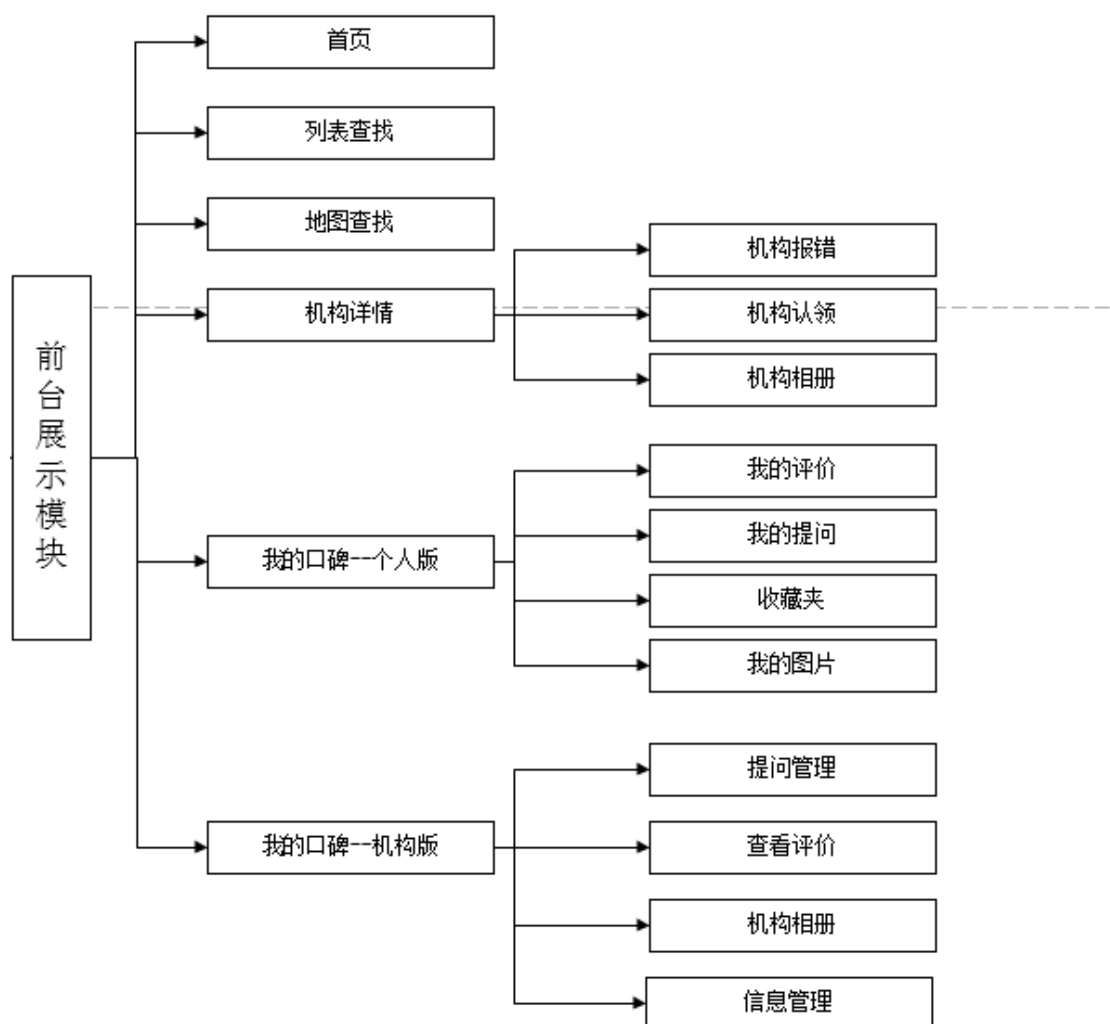 前台展示模块
首页
列表查找
地图查找
机构详情
机构报错
机构认领
机构相册
我的口碑--个人版
我的评价
我的提问
收藏夹
我的图片
我的口碑--机构版
提问管理
查看评价
机构相册
信息管理